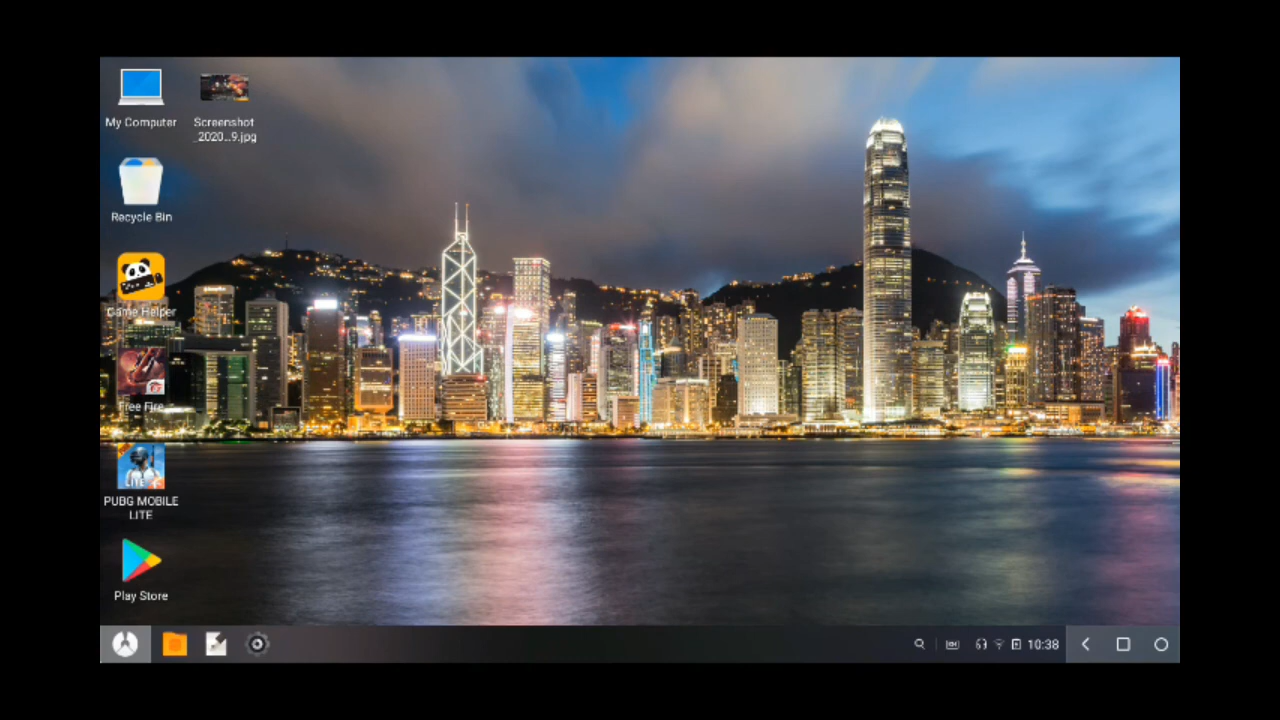 My Computer
Screenshot
_2020...9.jpg
Recycle Bin
Game Helper
Free Fire
PUBG MOBILE
LITE
Play Store
10:38